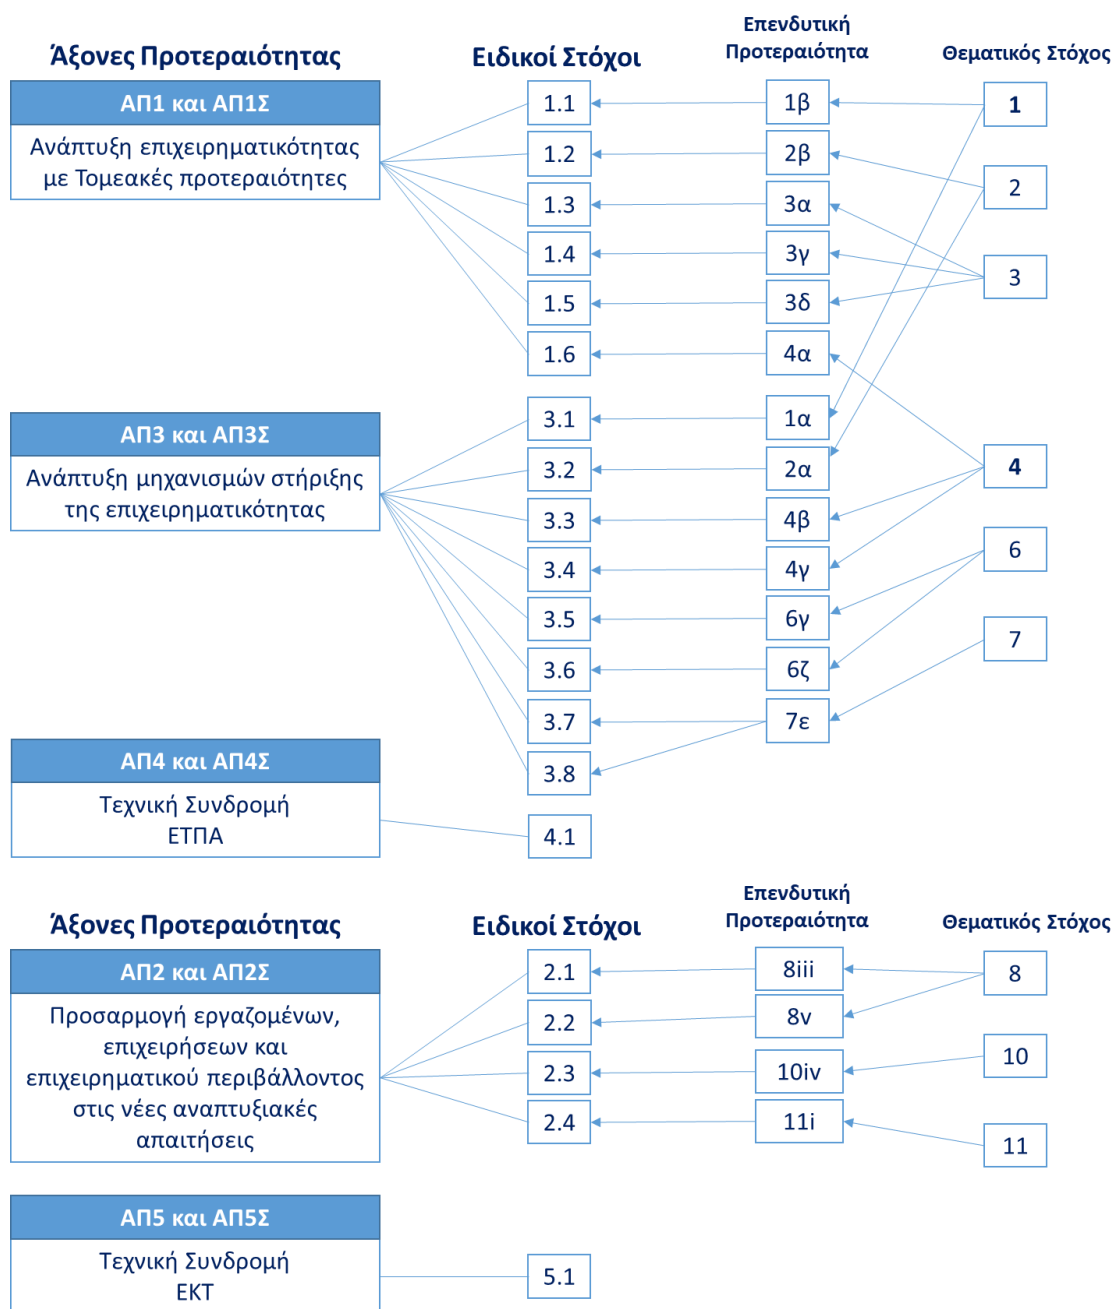 Άξονες Προτεραιότητας
Ειδικοί Στόχοι
Επενδυτική
Προτεραιότητα
Θεματικός Στόχος
ΑΠ1 και ΑΠ1Σ
Ανάπτυξη επιχειρηματικότητας
με Τομεακές προτεραιότητες
1.1
1β
1
1.2
2β
2
1.3
3α
1.4
3γ
3
1.5
3δ
1.6
4α
ΑΠ3 και ΑΠ3Σ
Ανάπτυξη μηχανισμών στήριξης
της επιχειρηματικότητας
3.1
1α
3.2
2α
4
3.3
4β
3.4
4γ
6
3.5
6γ
7
3.6
6ζ
3.7
7ε
3.8
ΑΠ4 και ΑΠ4Σ
Τεχνική Συνδρομή
ΕΤΠΑ
4.1
Άξονες Προτεραιότητας
Ειδικοί Στόχοι
Επενδυτική
Προτεραιότητα
Θεματικός Στόχος
ΑΠ2 και ΑΠ2Σ
Προσαρμογή εργαζομένων,
επιχειρήσεων και
επιχειρηματικού περιβάλλοντος
στις νέες αναπτυξιακές
απαιτήσεις
2.1
8iii
8
2.2
8v
2.3
10iv
10
2.4
11i
11
ΑΠ5 και ΑΠ5Σ
Τεχνική Συνδρομή
ΕΚΤ
5.1